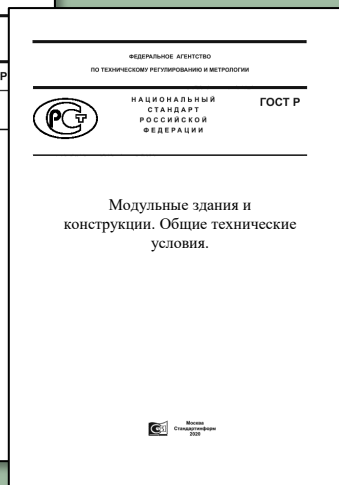 ФЕДЕРАЛЬНОЕ АГЕНТСТВО
ПО ТЕХНИЧЕСКОМУ РЕГУЛИРОВАНИЮ И МЕТРОЛОГИИ
НАЦИОНАЛЬНЫЙ
СТАНДАРТ
РОССИЙСКОЙ
ФЕДЕРАЦИИ
ГОСТ Р
Р
Модульные здания и
конструкции. Общие технические
условия.
Москва
Стандартинформ
2020